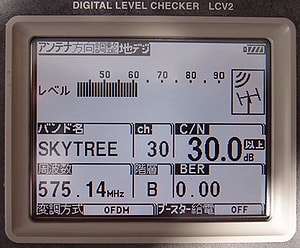 DIGITAL LEVEL CHECKER LCV2
アンテナ方向調整 地デジ
50 60 70 80 90
レベル
バンド名 ch C/N
SKYTREE 30 30.0 以上 dB
周波数 階層 BER
575.14MHz B 0.00
変調方式 OFDM ブースター給電 OFF